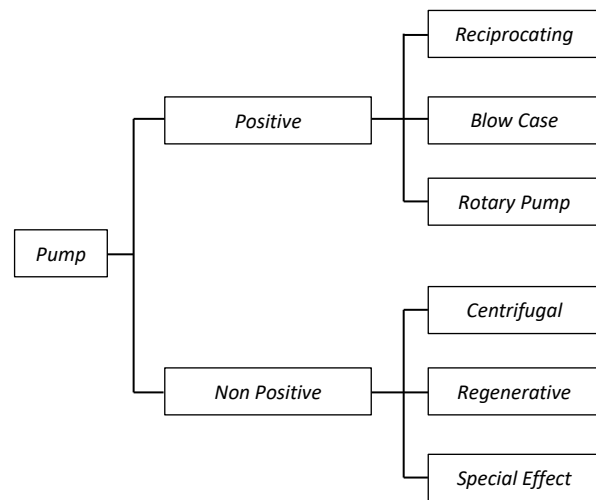 Pump
Positive
Reciprocating
Blow Case
Rotary Pump
Non Positive
Centrifugal
Regenerative
Special Effect